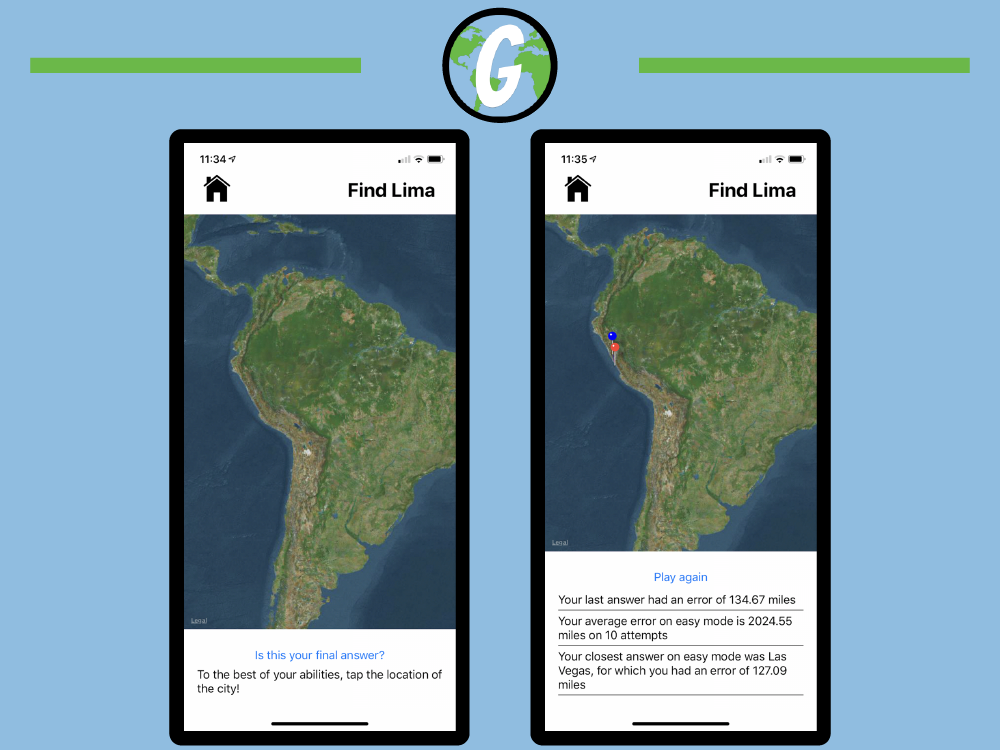 G
11:34
Find Lima
Legal
Is this your final answer?
To the best of your abilities, tap the location of
the city!
11:35
Find Lima
Legal
Play again
Your last answer had an error of 134.67 miles
Your average error on easy mode is 2024.55
miles on 10 attempts
Your closest answer on easy mode was Las
Vegas, for which you had an error of 127.09
miles